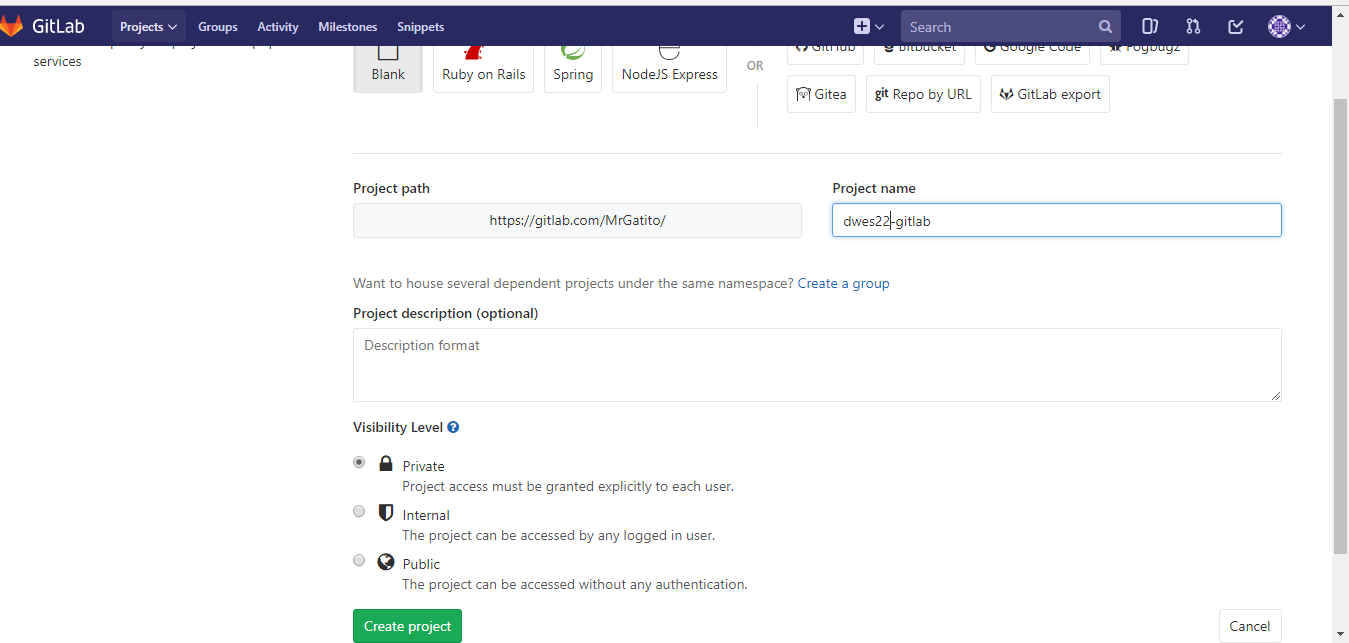 GitLab Projects Groups Activity Milestones Snippets Search
services
Blank Ruby on Rails Spring NodeJS Express OR GitHub Bitbucket Google Code Fogbugz
Gitea git Repo by URL GitLab export
Project path Project name
https://gitlab.com/MrGatito/ dwes22-gitlab
Want to house several dependent projects under the same namespace? Create a group
Project description (optional)
Description format
Visibility Level ?
Private
Project access must be granted explicitly to each user.
Internal
The project can be accessed by any logged in user.
Public
The project can be accessed without any authentication.
Create project Cancel